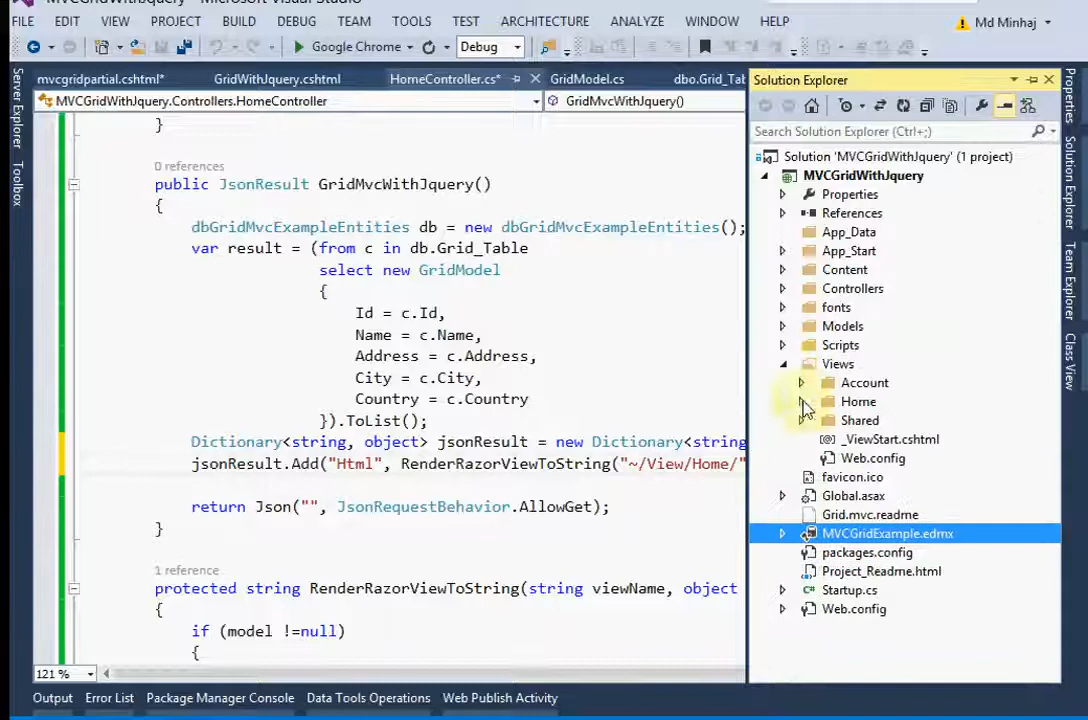 MVCGridWithJquery - Microsoft Visual Studio
FILE EDIT VIEW PROJECT BUILD DEBUG TEAM TOOLS TEST ARCHITECTURE ANALYZE WINDOW HELP Md Minhaj
Google Chrome Debug
Server Explorer
Toolbox
mvcgridpartial.cshtml* GridWithJquery.cshtml HomeController.cs* GridModel.cs dbo.Grid_Tab
MVCGridWithJquery.Controllers.HomeController GridMvcWithJquery()
}
0 references
public JsonResult GridMvcWithJquery()
{
dbGridMvcExampleEntities db = new dbGridMvcExampleEntities();
var result = (from c in db.Grid_Table
select new GridModel
{
Id = c.Id,
Name = c.Name,
Address = c.Address,
City = c.City,
Country = c.Country
}).ToList();
Dictionary<string, object> jsonResult = new Dictionary<string
jsonResult.Add("Html", RenderRazorViewToString("~/View/Home/"
return Json("", JsonRequestBehavior.AllowGet);
}
1 reference
protected string RenderRazorViewToString(string viewName, object
{
if (model !=null)
{
121 %
Solution Explorer
Search Solution Explorer (Ctrl+;)
Solution 'MVCGridWithJquery' (1 project)
MVCGridWithJquery
Properties
References
App_Data
App_Start
Content
Controllers
fonts
Models
Scripts
Views
Account
Home
Shared
_ViewStart.cshtml
Web.config
favicon.ico
Global.asax
Grid.mvc.readme
MVCGridExample.edmx
packages.config
Project_Readme.html
Startup.cs
Web.config
Properties
Solution Explorer
Team Explorer
Class View
Output Error List Package Manager Console Data Tools Operations Web Publish Activity